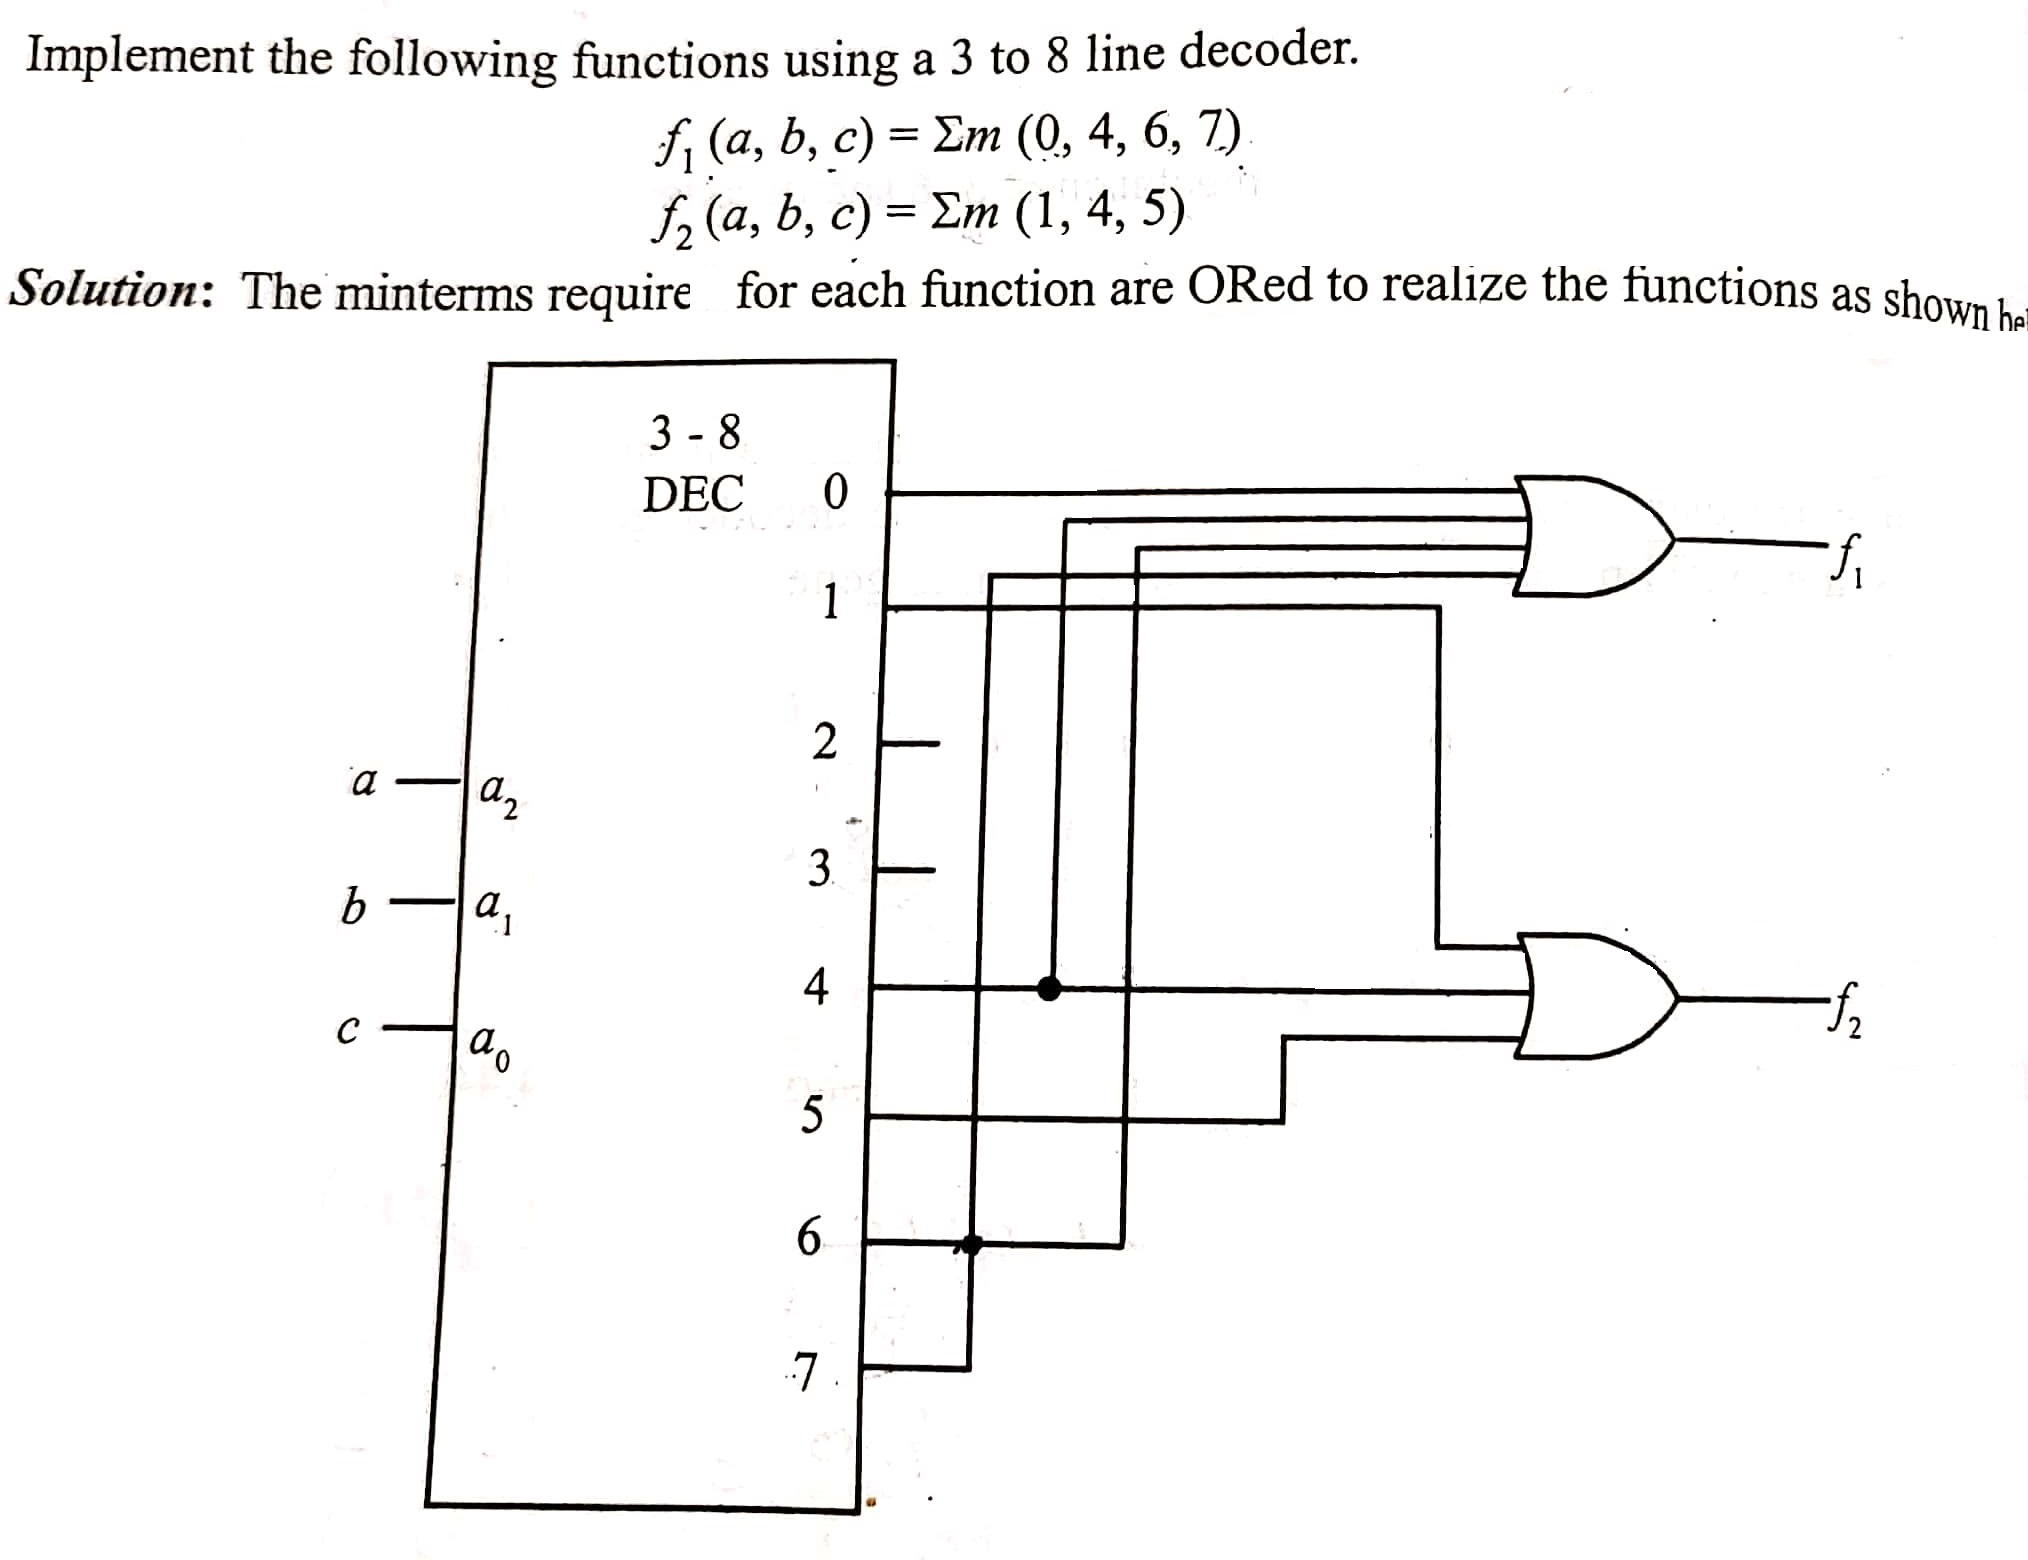 Implement the following functions using a 3 to 8 line decoder.
f₁ (a, b, c) = Σm (0, 4, 6, 7)
f₂ (a, b, c) = Σm (1, 4, 5)
Solution: The minterms require for each function are ORed to realize the functions as shown
3 - 8
DEC
0
1
2
3
4
5
6
7
a
a₂
b
a₁
c
a₀
f₁
f₂